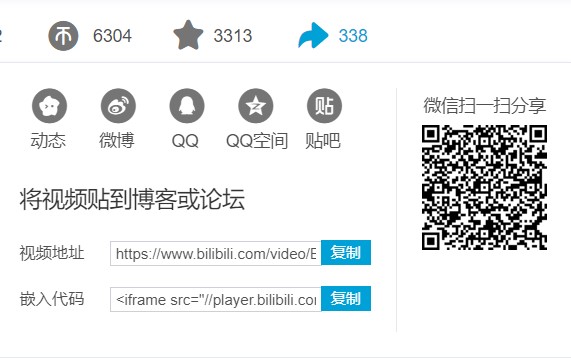 2
6304
3313
338
动态
微博
QQ
QQ空间
贴吧
微信扫一扫分享
将视频贴到博客或论坛
视频地址
https://www.bilibili.com/video/B
复制
嵌入代码
<iframe src="//player.bilibili.com
复制